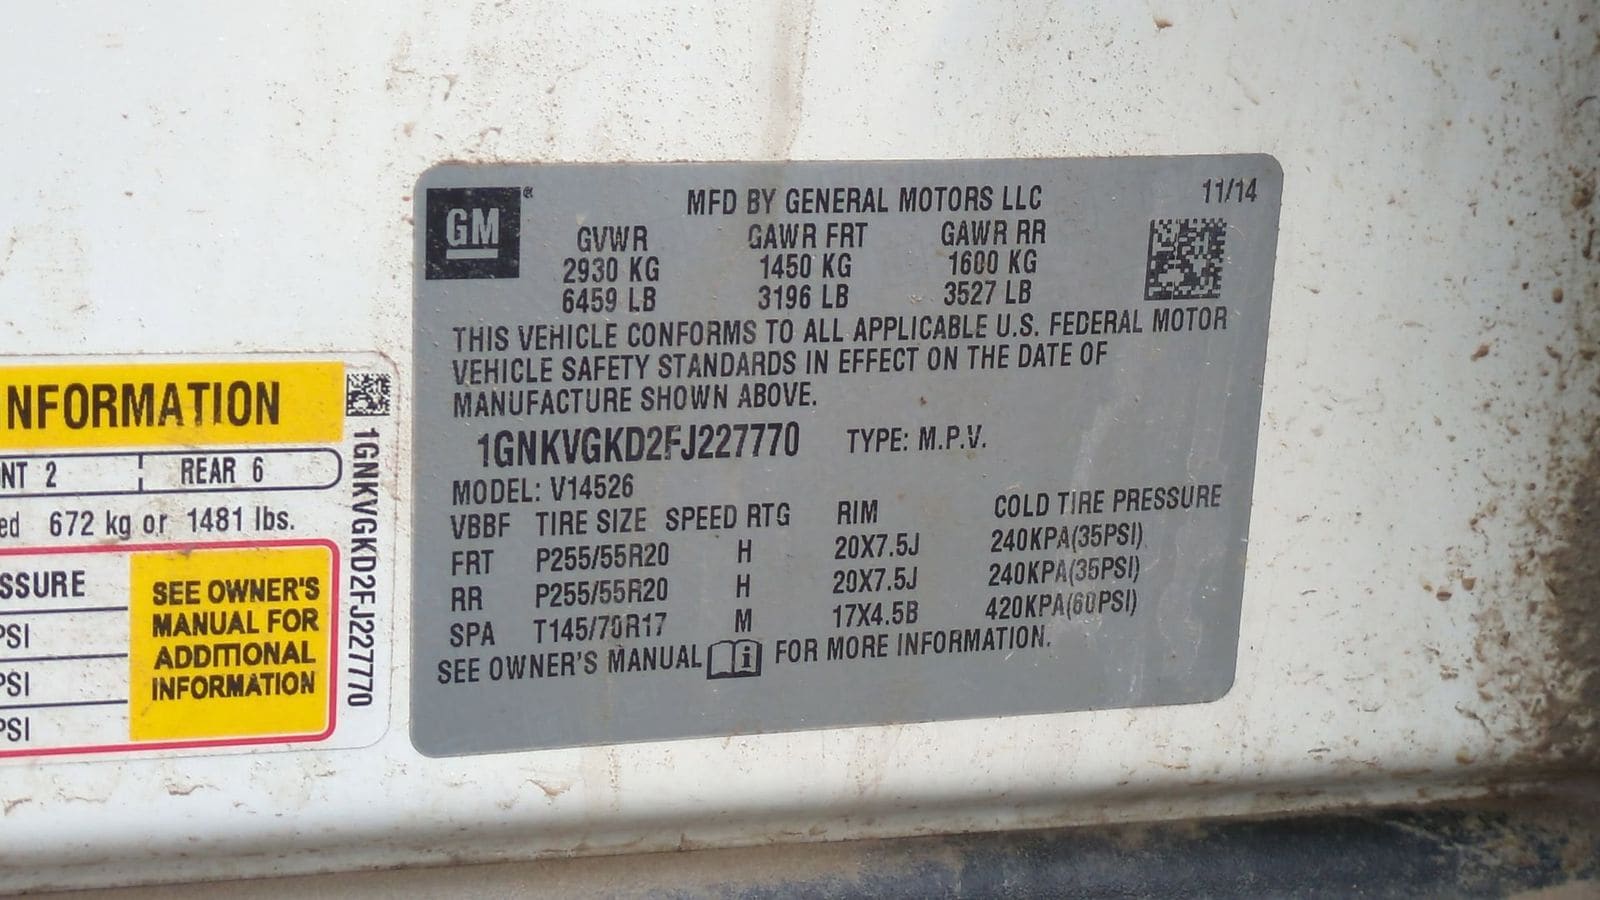 GM
®
MFD BY GENERAL MOTORS LLC
11/14
GVWR GAWR FRT GAWR RR
2930 KG 1450 KG 1600 KG
6459 LB 3196 LB 3527 LB
THIS VEHICLE CONFORMS TO ALL APPLICABLE U.S. FEDERAL MOTOR
VEHICLE SAFETY STANDARDS IN EFFECT ON THE DATE OF
MANUFACTURE SHOWN ABOVE.
1GNKVGKD2FJ227770 TYPE: M.P.V.
MODEL: V14526
VBBF TIRE SIZE SPEED RTG RIM COLD TIRE PRESSURE
FRT P255/55R20 H 20X7.5J 240KPA(35PSI)
RR P255/55R20 H 20X7.5J 240KPA(35PSI)
SPA T145/70R17 M 17X4.5B 420KPA(60PSI)
SEE OWNER'S MANUAL i FOR MORE INFORMATION.
NFORMATION
NT 2 REAR 6
ed 672 kg or 1481 lbs.
SSURE
PSI
PSI
PSI
SEE OWNER'S
MANUAL FOR
ADDITIONAL
INFORMATION
1GNKVGKD2FJ227770